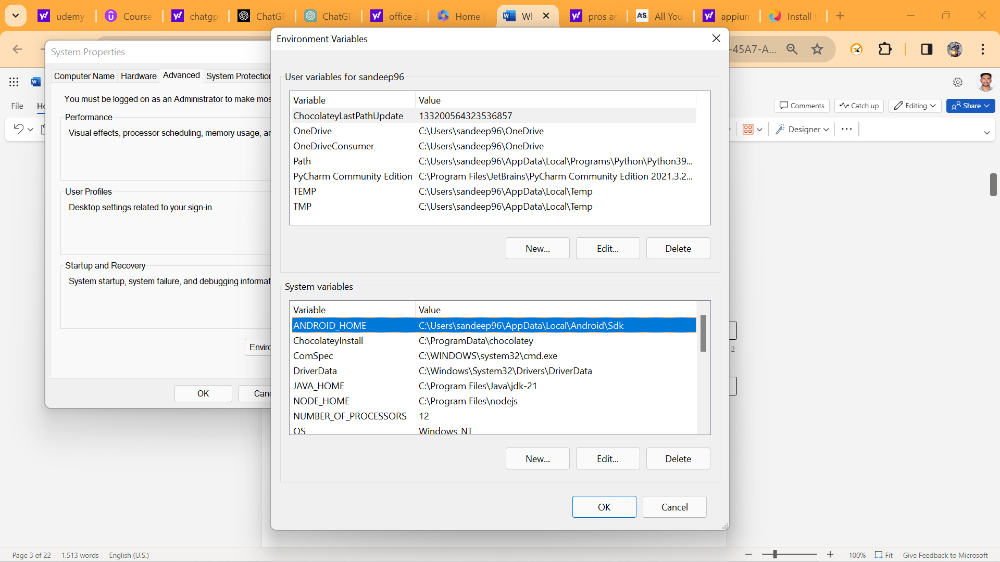 udemy
Course
chatgp
ChatGP
ChatGP
office 3
Home
Wh
pros an
All You
appium
Install t
System Properties
Environment Variables
-45A7-A...
Computer Name
Hardware
Advanced
System Protection
You must be logged on as an Administrator to make mos
Performance
Visual effects, processor scheduling, memory usage, an
User Profiles
Desktop settings related to your sign-in
Startup and Recovery
System startup, system failure, and debugging informat
Enviro
OK
Canc
User variables for sandeep96
Variable Value
ChocolateyLastPathUpdate 133200564323536857
OneDrive C:\Users\sandeep96\OneDrive
OneDriveConsumer C:\Users\sandeep96\OneDrive
Path C:\Users\sandeep96\AppData\Local\Programs\Python\Python39...
PyCharm Community Edition C:\Program Files\JetBrains\PyCharm Community Edition 2021.3.2...
TEMP C:\Users\sandeep96\AppData\Local\Temp
TMP C:\Users\sandeep96\AppData\Local\Temp
New... Edit... Delete
System variables
Variable Value
ANDROID_HOME C:\Users\sandeep96\AppData\Local\Android\Sdk
ChocolateyInstall C:\ProgramData\chocolatey
ComSpec C:\WINDOWS\system32\cmd.exe
DriverData C:\Windows\System32\Drivers\DriverData
JAVA_HOME C:\Program Files\Java\jdk-21
NODE_HOME C:\Program Files\nodejs
NUMBER_OF_PROCESSORS 12
OS Windows_NT
New... Edit... Delete
OK Cancel
File
Ho
Comments
Catch up
Editing
Share
Designer
2
Page 3 of 22
1,513 words
English (U.S.)
100%
Fit
Give Feedback to Microsoft